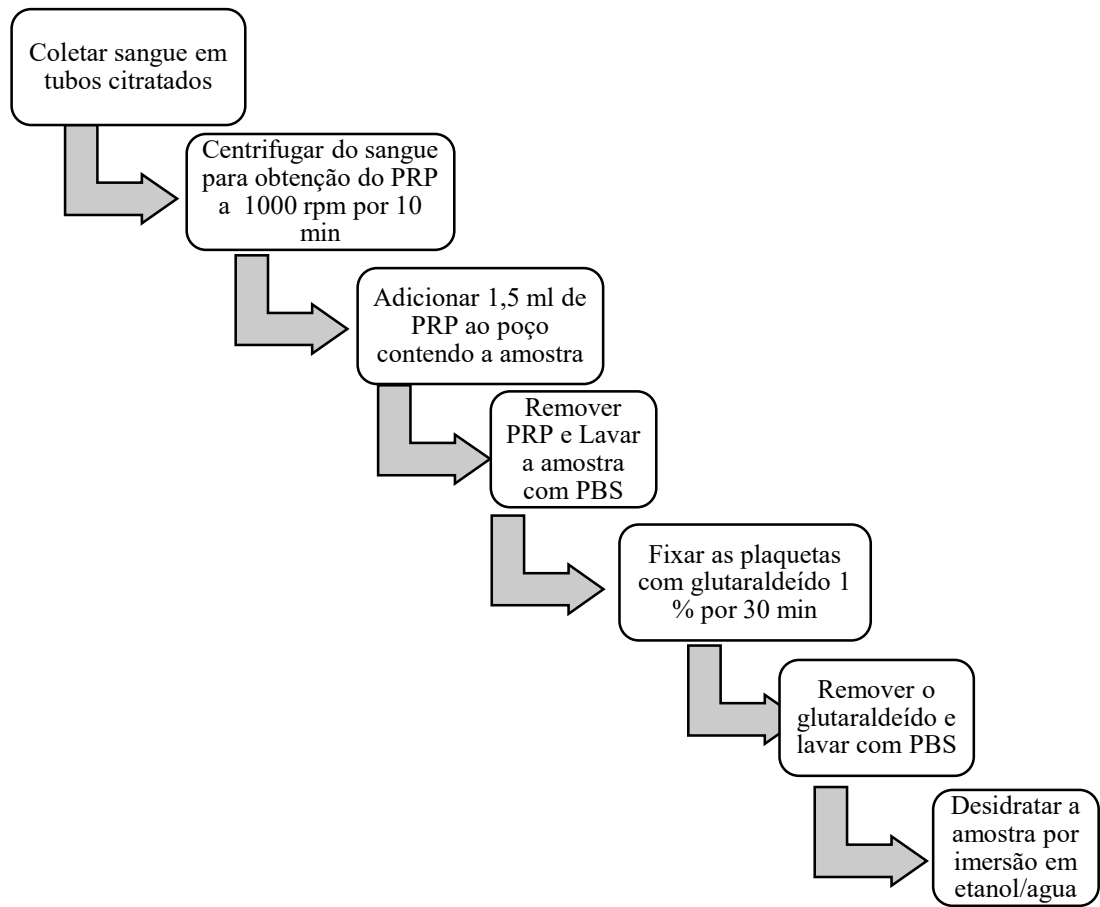 Coletar sangue em
tubos citratados
Centrifugar do sangue
para obtenção do PRP
a 1000 rpm por 10
min
Adicionar 1,5 ml de
PRP ao poço
contendo a amostra
Remover
PRP e Lavar
a amostra
com PBS
Fixar as plaquetas
com glutaraldeído 1
% por 30 min
Remover o
glutaraldeído e
lavar com PBS
Desidratar a
amostra por
imersão em
etanol/agua